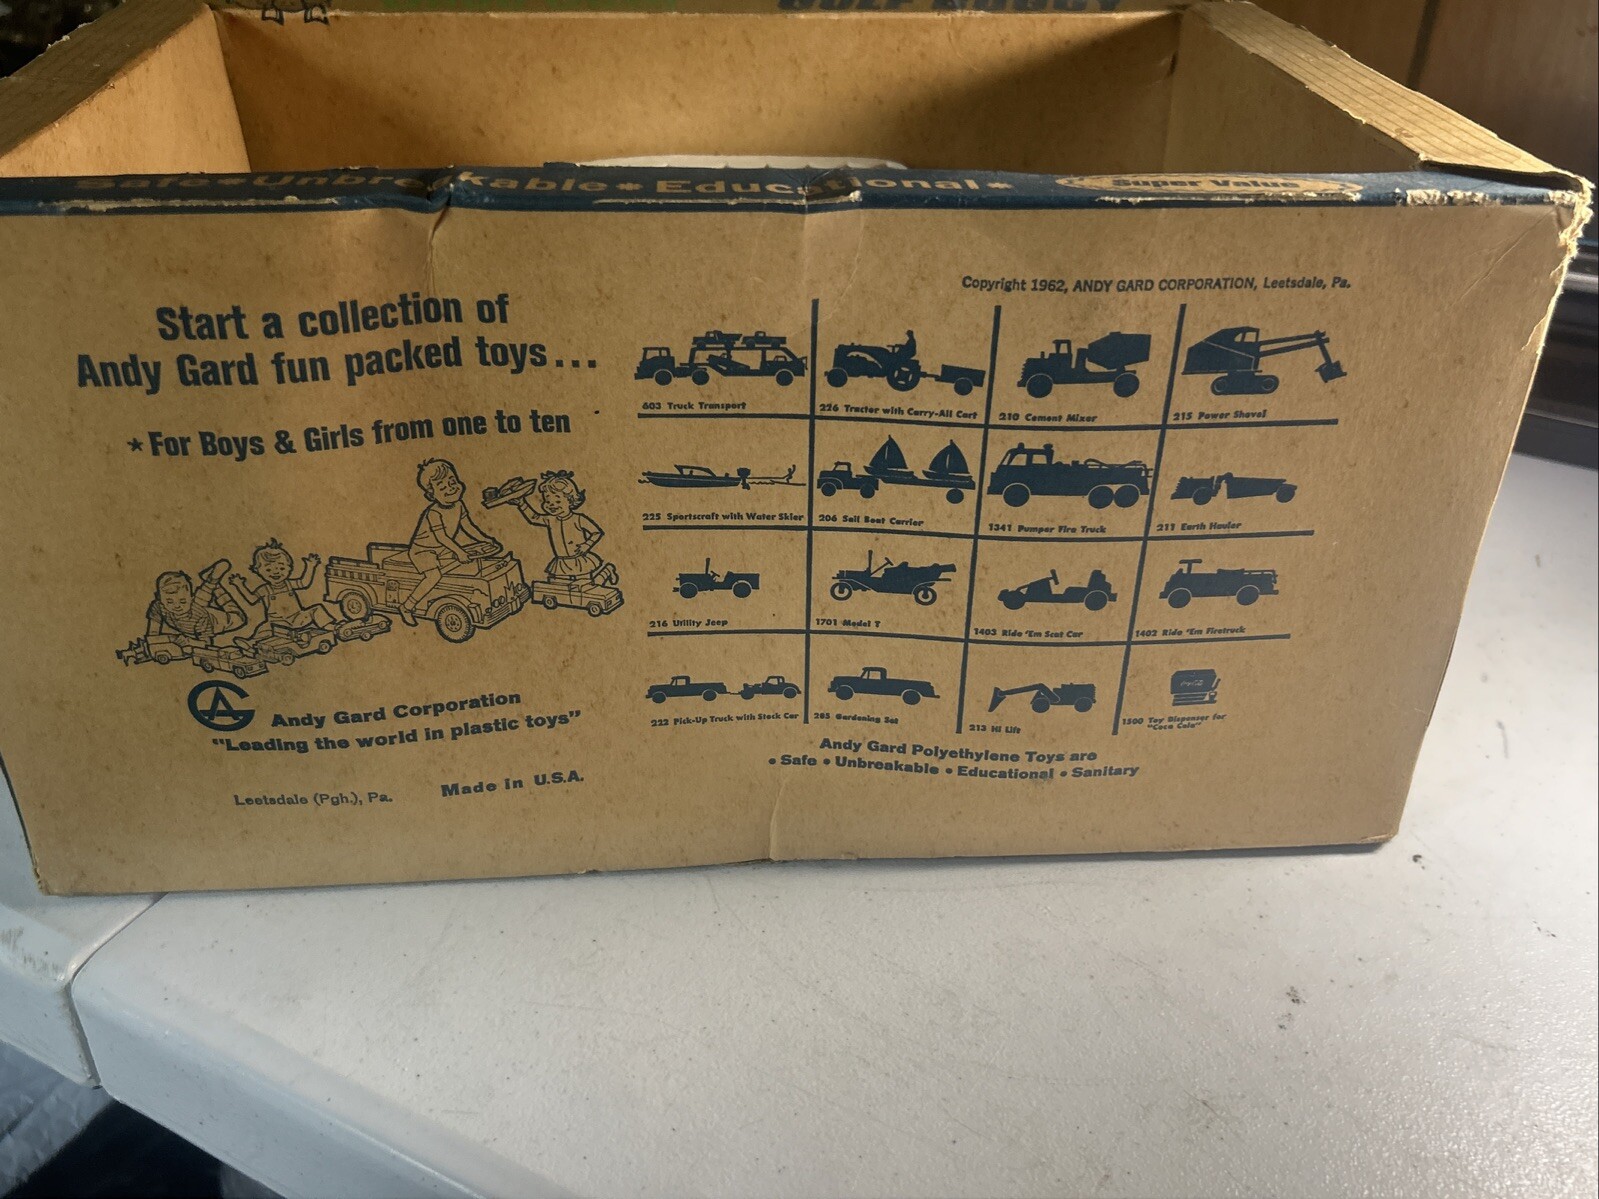 GOLF BUGGY
Safe * Unbreakable * Educational *
Super Value
Start a collection of
Andy Gard fun packed toys...
* For Boys & Girls from one to ten
AG
Andy Gard Corporation
"Leading the world in plastic toys"
Leetsdale (Pgh.), Pa.
Made in U.S.A.
Copyright 1962, ANDY GARD CORPORATION, Leetsdale, Pa.
603 Truck Transport
226 Tractor with Carry-All Cart
210 Cement Mixer
215 Power Shovel
225 Sportscraft with Water Skier
206 Sail Boat Carrier
1341 Pumper Fire Truck
211 Earth Hauler
216 Utility Jeep
1701 Model T
1403 Ride 'Em Scat Car
1402 Ride 'Em Firetruck
222 Pick-Up Truck with Stock Car
285 Gardening Set
213 Hi Lift
1500 Toy Dispenser for
"Coca Cola"
Andy Gard Polyethylene Toys are
• Safe • Unbreakable • Educational • Sanitary